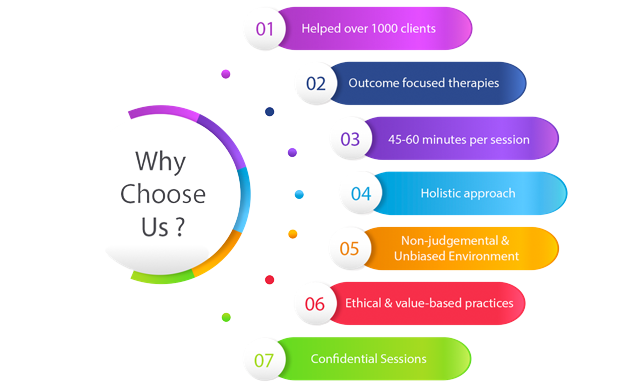 Why
Choose
Us ?
01
Helped over 1000 clients
02
Outcome focused therapies
03
45-60 minutes per session
04
Holistic approach
05
Non-judgemental &
Unbiased Environment
06
Ethical & value-based practices
07
Confidential Sessions